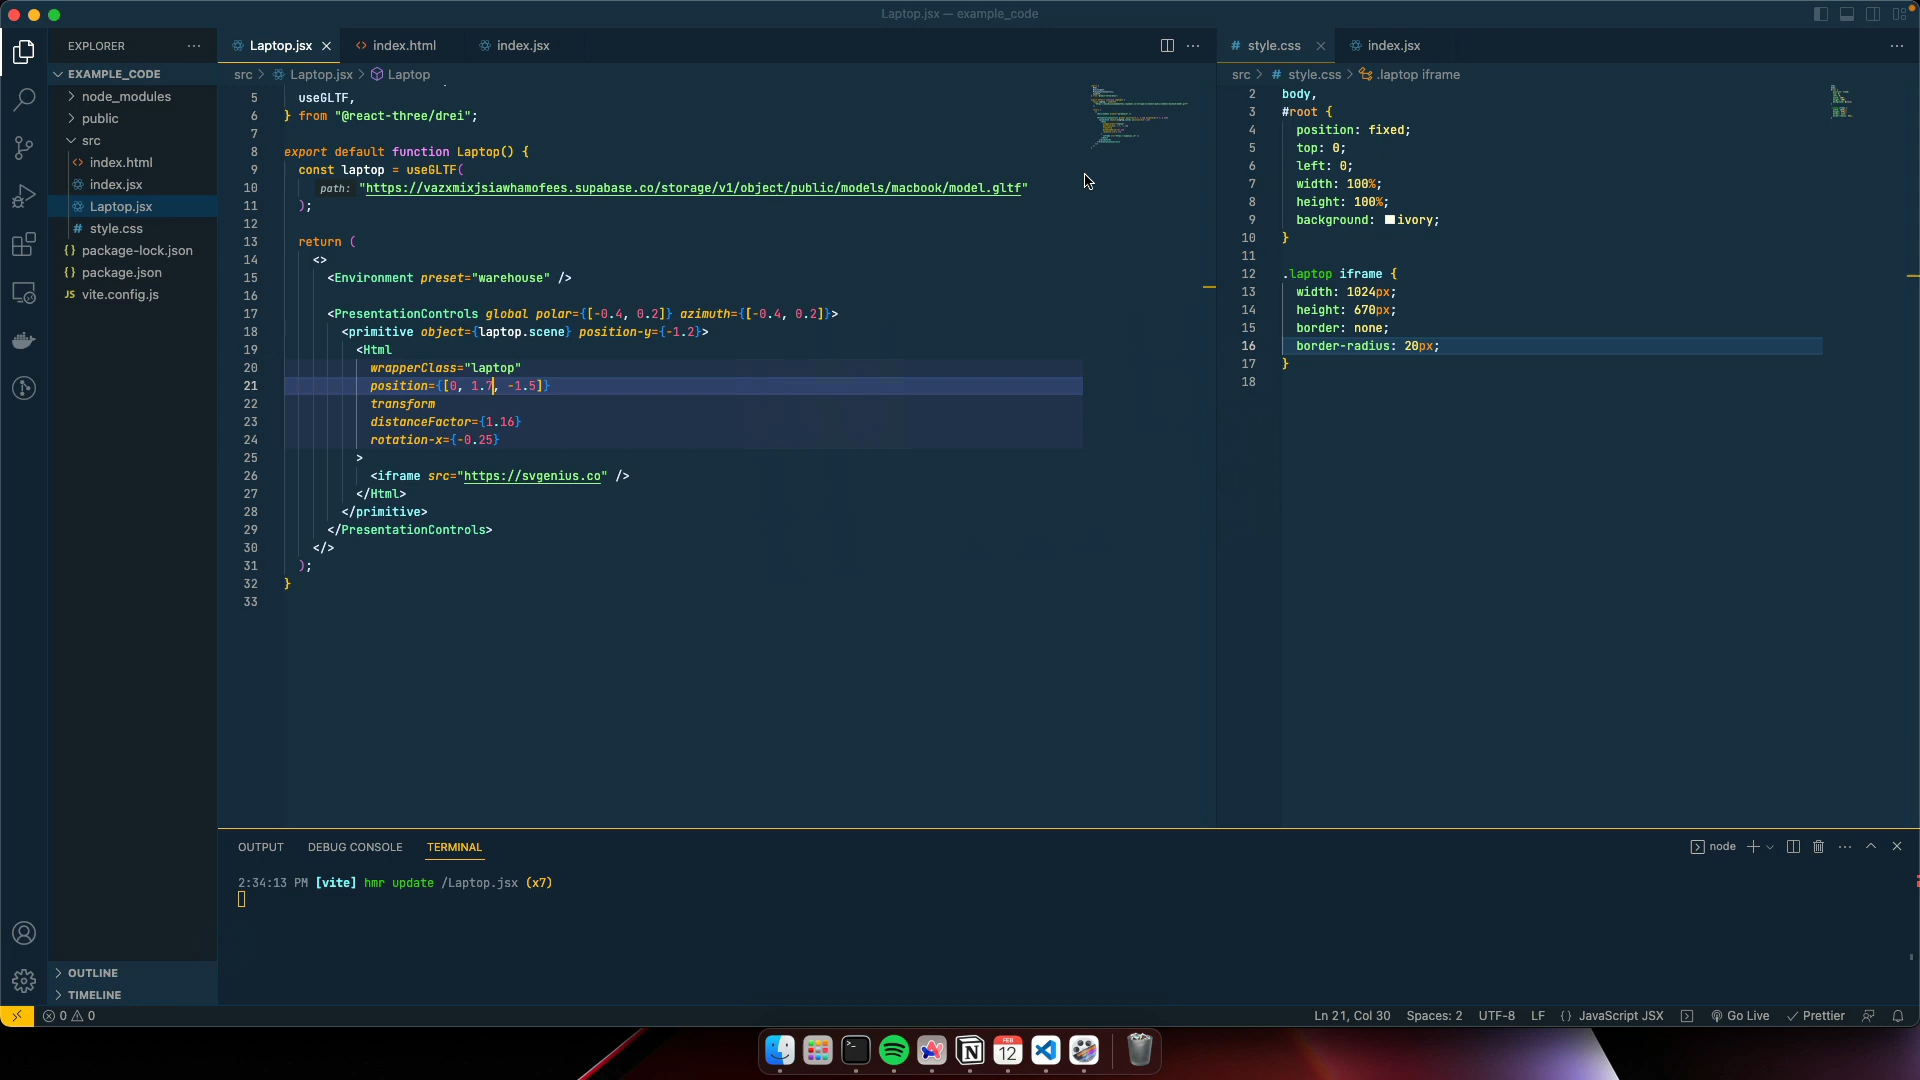 Laptop.jsx — example_code
EXPLORER
EXAMPLE_CODE
node_modules
public
src
index.html
index.jsx
Laptop.jsx
style.css
package-lock.json
package.json
vite.config.js
OUTLINE
TIMELINE
Laptop.jsx
index.html
index.jsx
src > Laptop.jsx > Laptop
5 useGLTF,
6 } from "@react-three/drei";
7
8 export default function Laptop() {
9 const laptop = useGLTF(
10 path: "https://vazxmixjsiawhamofees.supabase.co/storage/v1/object/public/models/macbook/model.gltf"
11 );
12
13 return (
14 <>
15 <Environment preset="warehouse" />
16
17 <PresentationControls global polar={[-0.4, 0.2]} azimuth={[-0.4, 0.2]}>
18 <primitive object={laptop.scene} position-y={-1.2}>
19 <Html
20 wrapperClass="laptop"
21 position={[0, 1.7, -1.5]}
22 transform
23 distanceFactor={1.16}
24 rotation-x={-0.25}
25 >
26 <iframe src="https://svgenius.co" />
27 </Html>
28 </primitive>
29 </PresentationControls>
30 </>
31 );
32 }
33
style.css
index.jsx
src > style.css > .laptop iframe
2 body,
3 #root {
4 position: fixed;
5 top: 0;
6 left: 0;
7 width: 100%;
8 height: 100%;
9 background: ivory;
10 }
11
12 .laptop iframe {
13 width: 1024px;
14 height: 670px;
15 border: none;
16 border-radius: 20px;
17 }
18
OUTPUT DEBUG CONSOLE TERMINAL
node
2:34:13 PM [vite] hmr update /Laptop.jsx (x7)
0 0
Ln 21, Col 30 Spaces: 2 UTF-8 LF {} JavaScript JSX Go Live Prettier
FEB
12